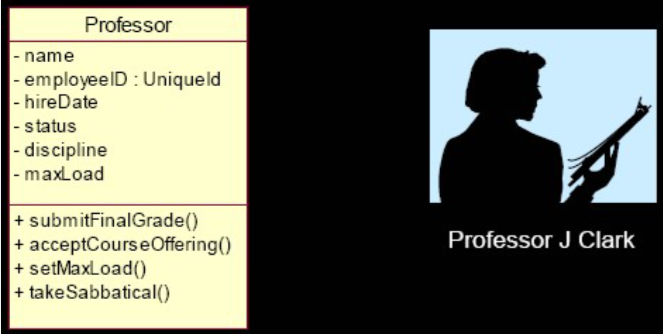 Professor
- name
- employeeID : UniqueId
- hireDate
- status
- discipline
- maxLoad
+ submitFinalGrade()
+ acceptCourseOffering()
+ setMaxLoad()
+ takeSabbatical()
Professor J Clark